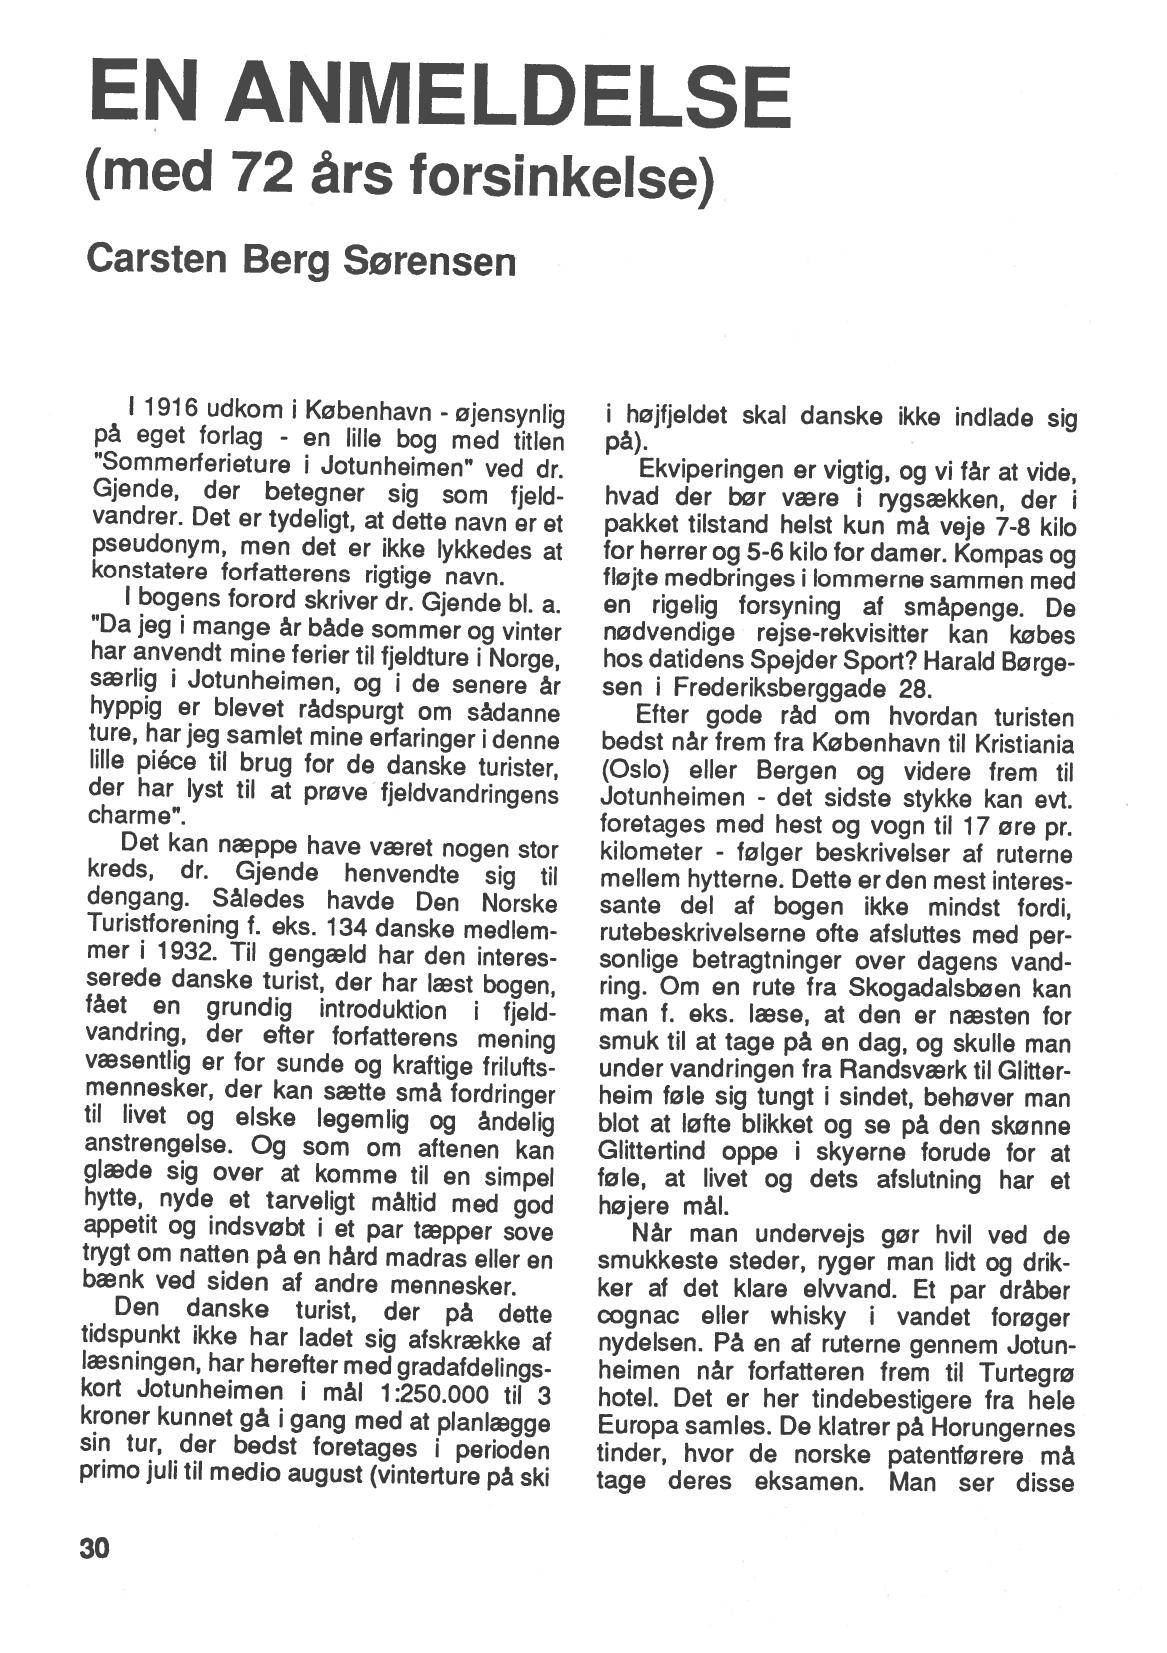 EN ANMELDELSE
(med 72 års forsinkelse)
Carsten Berg Sørensen
I 1916 udkom i København - øjensynlig
på eget forlag - en lille bog med titlen
"Sommerferieture i Jotunheimen" ved dr.
Gjende, der betegner sig som fjeld-
vandrer. Det er tydeligt, at dette navn er et
pseudonym, men det er ikke lykkedes at
konstatere forfatterens rigtige navn.
I bogens forord skriver dr. Gjende bl. a.
"Da jeg i mange år både sommer og vinter
har anvendt mine ferier til fjeldture i Norge,
særlig i Jotunheimen, og i de senere år
hyppig er blevet rådspurgt om sådanne
ture, har jeg samlet mine erfaringer i denne
lille piéce til brug for de danske turister,
der har lyst til at prøve fjeldvandringens
charme".
Det kan næppe have været nogen stor
kreds, dr. Gjende henvendte sig til
dengang. Således havde Den Norske
Turistforening f. eks. 134 danske medlem-
mer i 1932. Til gengæld har den interes-
serede danske turist, der har læst bogen,
fået en grundig introduktion i fjeld-
vandring, der efter forfatterens mening
væsentlig er for sunde og kraftige frilufts-
mennesker, der kan sætte små fordringer
til livet og elske legemlig og åndelig
anstrengelse. Og som om aftenen kan
glæde sig over at komme til en simpel
hytte, nyde et tarveligt måltid med god
appetit og indsvøbt i et par tæpper sove
trygt om natten på en hård madras eller en
bænk ved siden af andre mennesker.
Den danske turist, der på dette
tidspunkt ikke har ladet sig afskrække af
læsningen, har herefter med gradafdelings-
kort Jotunheimen i mål 1:250.000 til 3
kroner kunnet gå i gang med at planlægge
sin tur, der bedst foretages i perioden
primo juli til medio august (vinterture på ski
i højfjeldet skal danske ikke indlade sig
på).
Ekviperingen er vigtig, og vi får at vide,
hvad der bør være i rygsækken, der i
pakket tilstand helst kun må veje 7-8 kilo
for herrer og 5-6 kilo for damer. Kompas og
fløjte medbringes i lommerne sammen med
en rigelig forsyning af småpenge. De
nødvendige rejse-rekvisitter kan købes
hos datidens Spejder Sport? Harald Børge-
sen i Frederiksberggade 28.
Efter gode råd om hvordan turisten
bedst når frem fra København til Kristiania
(Oslo) eller Bergen og videre frem til
Jotunheimen - det sidste stykke kan evt.
foretages med hest og vogn til 17 øre pr.
kilometer - følger beskrivelser af ruterne
mellem hytterne. Dette er den mest interes-
sante del af bogen ikke mindst fordi,
rutebeskrivelserne ofte afsluttes med per-
sonlige betragtninger over dagens vand-
ring. Om en rute fra Skogadalsbøen kan
man f. eks. læse, at den er næsten for
smuk til at tage på en dag, og skulle man
under vandringen fra Randsværk til Glitter-
heim føle sig tungt i sindet, behøver man
blot at løfte blikket og se på den skønne
Glittertind oppe i skyerne forude for at
føle, at livet og dets afslutning har et
højere mål.
Når man undervejs gør hvil ved de
smukkeste steder, ryger man lidt og drik-
ker af det klare elvvand. Et par dråber
cognac eller whisky i vandet forøger
nydelsen. På en af ruterne gennem Jotun-
heimen når forfatteren frem til Turtegrø
hotel. Det er her tindebestigere fra hele
Europa samles. De klatrer på Horungernes
tinder, hvor de norske patentførere må
tage deres eksamen. Man ser disse
30